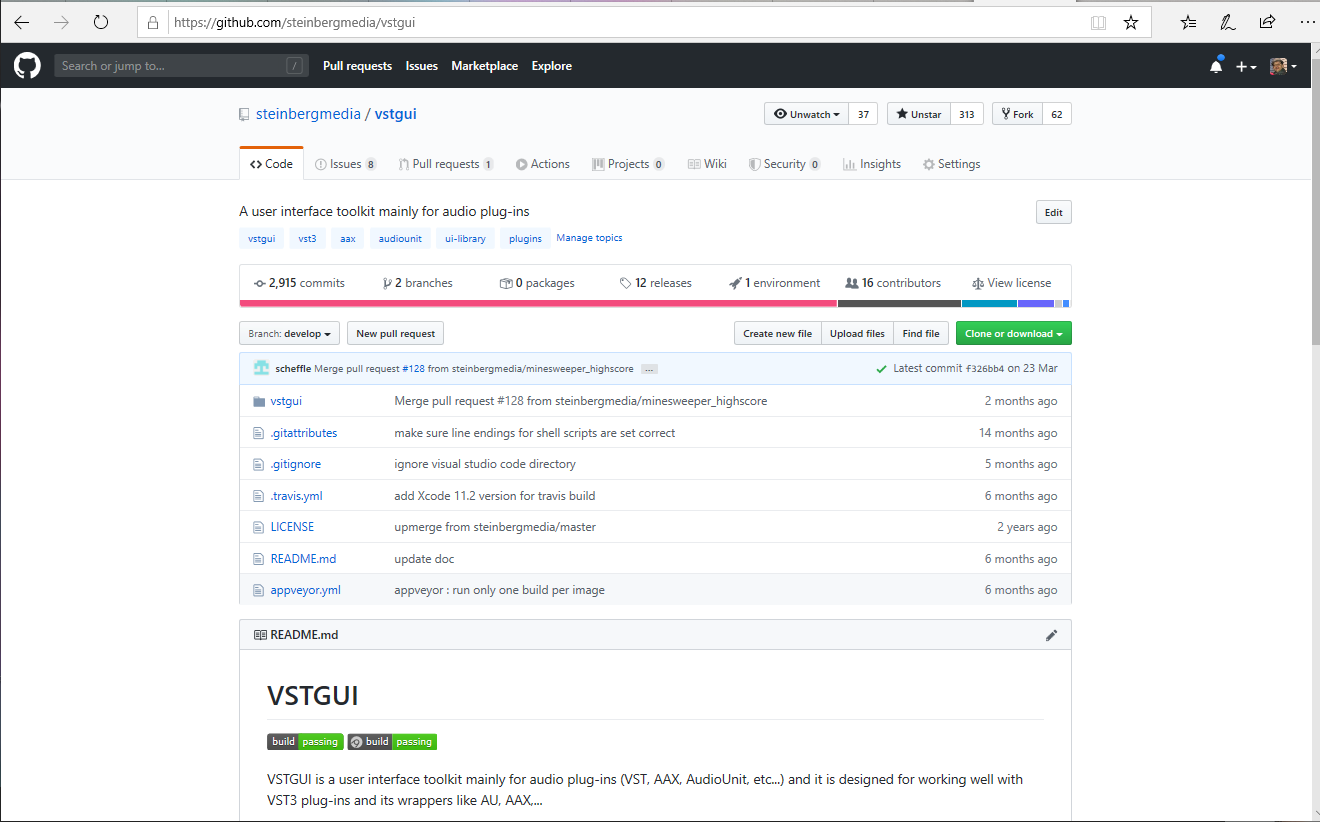 https://github.com/steinbergmedia/vstgui
Search or jump to... / Pull requests Issues Marketplace Explore
steinbergmedia / vstgui Unwatch 37 Unstar 313 Fork 62
Code Issues 8 Pull requests 1 Actions Projects 0 Wiki Security 0 Insights Settings
A user interface toolkit mainly for audio plug-ins Edit
vstgui vst3 aax audiounit ui-library plugins Manage topics
2,915 commits 2 branches 0 packages 12 releases 1 environment 16 contributors View license
Branch: develop New pull request Create new file Upload files Find file Clone or download
scheffle Merge pull request #128 from steinbergmedia/minesweeper_highscore ... Latest commit f326bb4 on 23 Mar
vstgui Merge pull request #128 from steinbergmedia/minesweeper_highscore 2 months ago
.gitattributes make sure line endings for shell scripts are set correct 14 months ago
.gitignore ignore visual studio code directory 5 months ago
.travis.yml add Xcode 11.2 version for travis build 6 months ago
LICENSE upmerge from steinbergmedia/master 2 years ago
README.md update doc 6 months ago
appveyor.yml appveyor : run only one build per image 6 months ago
README.md
VSTGUI
build passing build passing
VSTGUI is a user interface toolkit mainly for audio plug-ins (VST, AAX, AudioUnit, etc...) and it is designed for working well with
VST3 plug-ins and its wrappers like AU, AAX,...